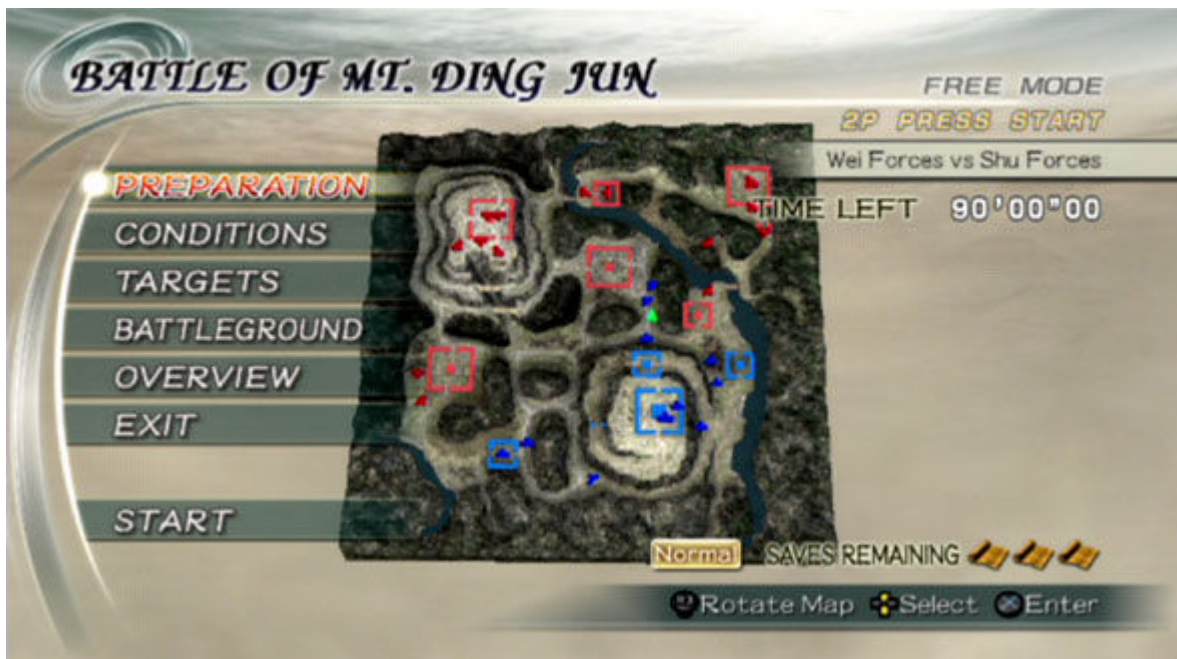 BATTLE OF MT. DING JUN
FREE MODE
2P PRESS START
Wei Forces vs Shu Forces
TIME LEFT 90'00"00
PREPARATION
CONDITIONS
TARGETS
BATTLEGROUND
OVERVIEW
EXIT
START
Normal SAVES REMAINING
Rotate Map Select Enter